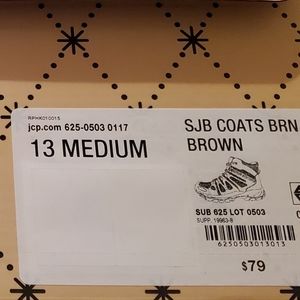 RPHK010015
jcp.com 625-0503 0117
13 MEDIUM
SJB COATS BRN
BROWN
SUB 625 LOT 0503
SUPP. 19963-8
6250503013013
$79